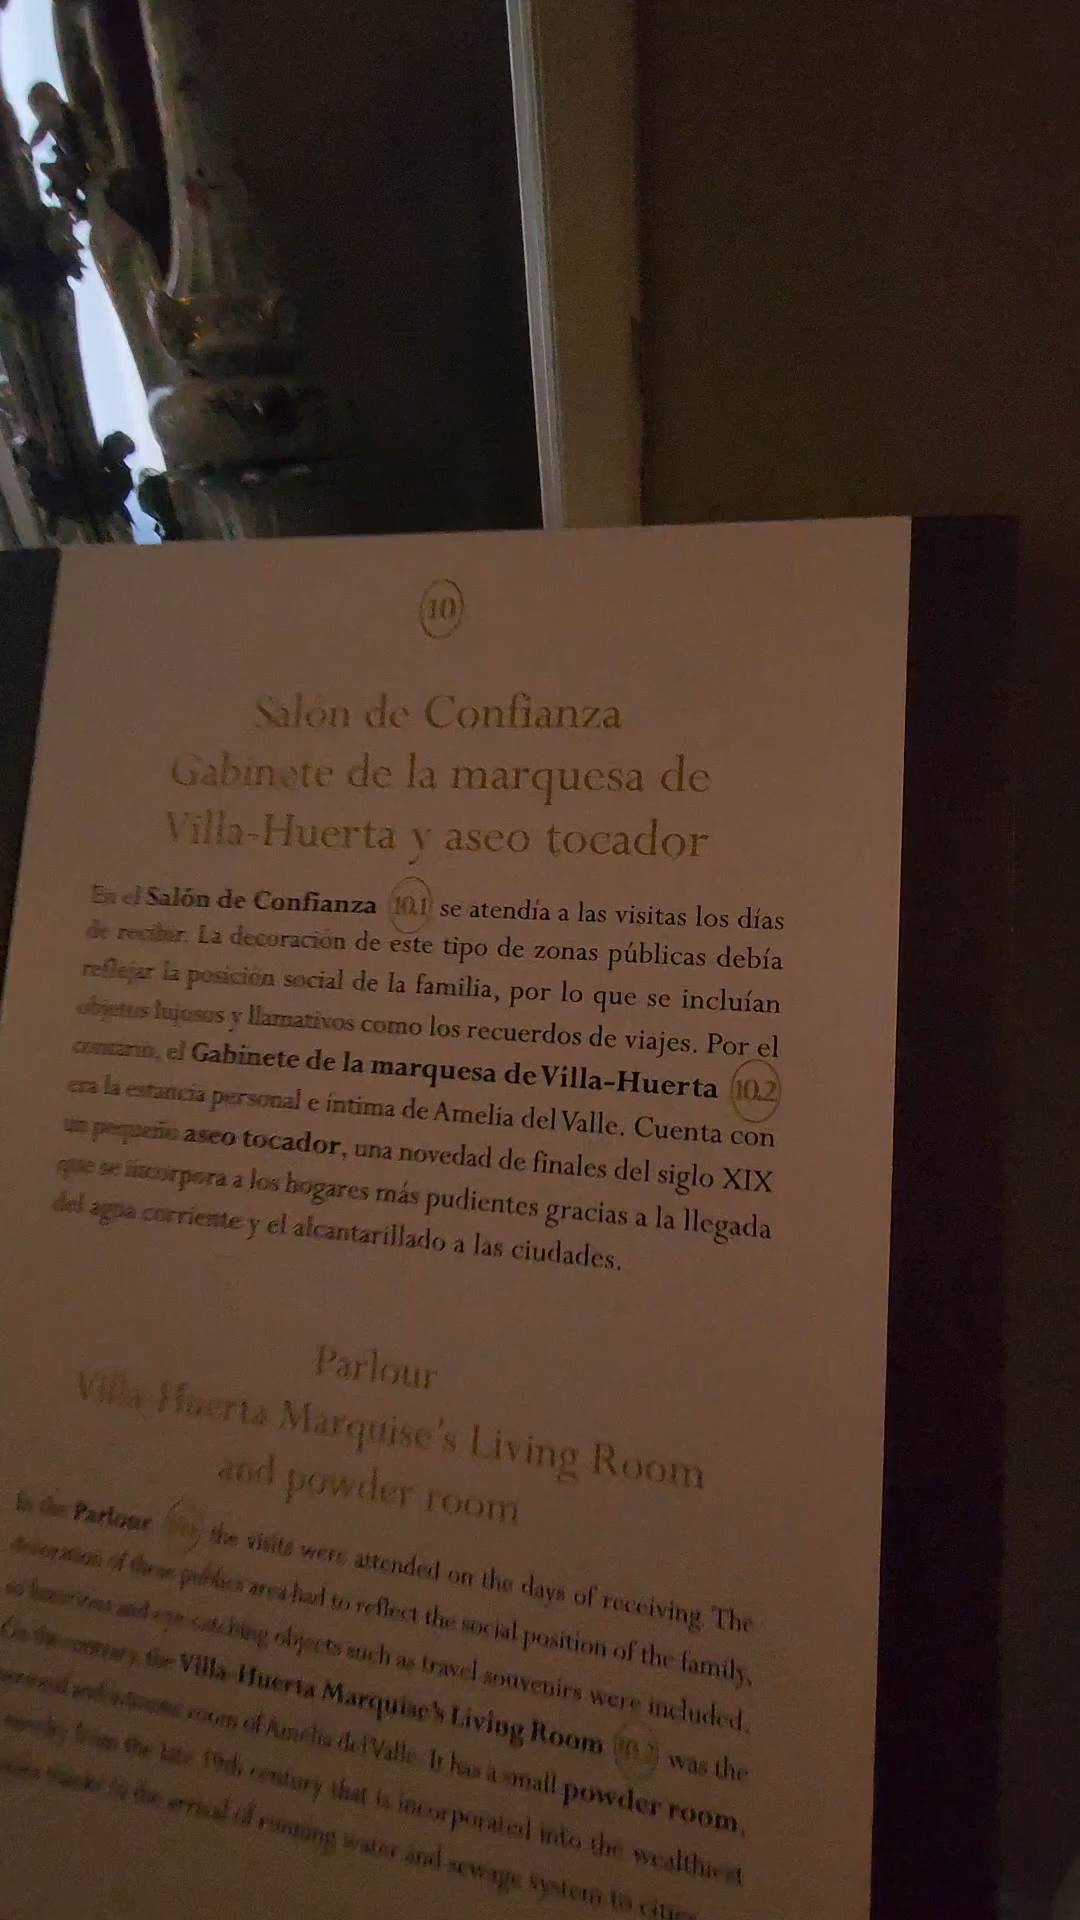 10
Salón de Confianza
Gabinete de la marquesa de
Villa-Huerta y aseo tocador
En el Salón de Confianza 10.1 se atendía a las visitas los días
de recibir. La decoración de este tipo de zonas públicas debía
reflejar la posición social de la familia, por lo que se incluían
objetos lujosos y llamativos como los recuerdos de viajes. Por el
contrario, el Gabinete de la marquesa de Villa-Huerta 10.2
era la estancia personal e íntima de Amelia del Valle. Cuenta con
un pequeño aseo tocador, una novedad de finales del siglo XIX
que se incorpora a los hogares más pudientes gracias a la llegada
del agua corriente y el alcantarillado a las ciudades.
Parlour
Villa-Huerta Marquise's Living Room
and powder room
In the Parlour the visits were attended on the days of receiving. The
decoration of these publics area had to reflect the social position of the family,
so luxurious and eye-catching objects such as travel souvenirs were included.
On the contrary, the Villa-Huerta Marquise's Living Room 10.2 was the
personal and intimate room of Amelia del Valle. It has a small powder room,
novelty from the late 19th century that is incorporated into the wealthiest
thanks to the arrival of running water and sewage system to cities